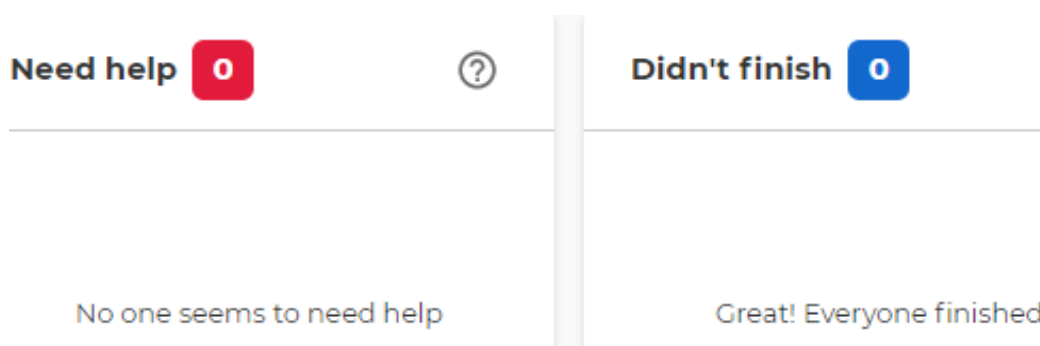 Need help 0
Didn't finish 0
No one seems to need help
Great! Everyone finished